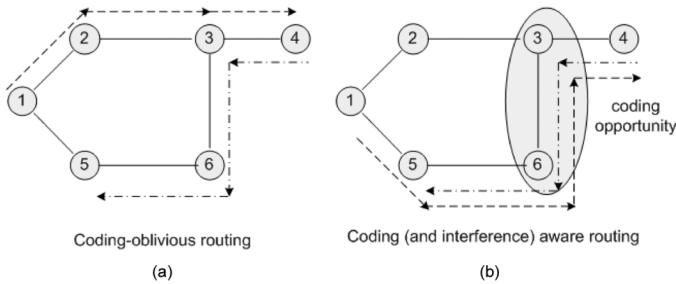 2
3
4
1
5
6
Coding-oblivious routing
(a)
2
3
4
1
coding
opportunity
5
6
Coding (and interference) aware routing
(b)